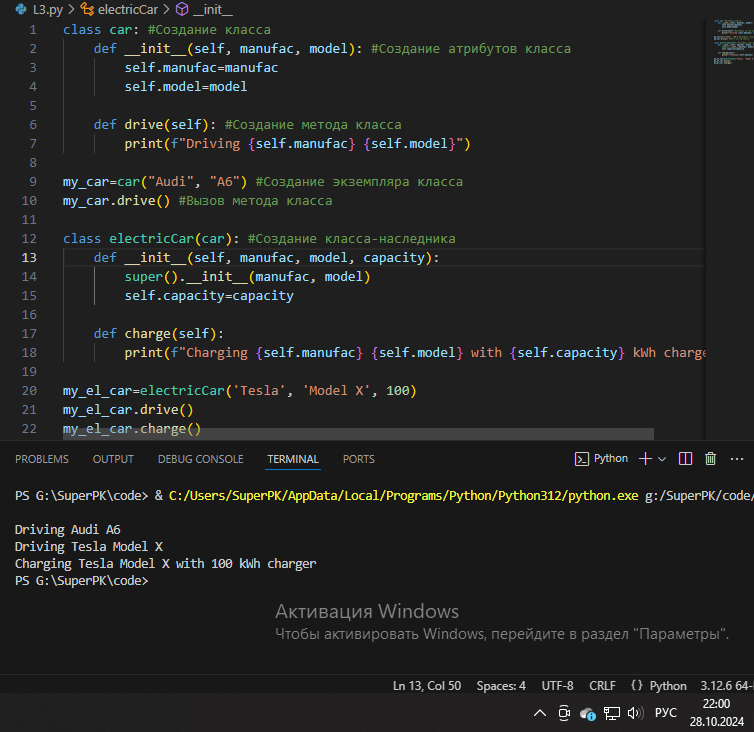 L3.py > electricCar > __init__
1 class car: #Создание класса
2 def __init__(self, manufac, model): #Создание атрибутов класса
3 self.manufac=manufac
4 self.model=model
5
6 def drive(self): #Создание метода класса
7 print(f"Driving {self.manufac} {self.model}")
8
9 my_car=car("Audi", "A6") #Создание экземпляра класса
10 my_car.drive() #Вызов метода класса
11
12 class electricCar(car): #Создание класса-наследника
13 def __init__(self, manufac, model, capacity):
14 super().__init__(manufac, model)
15 self.capacity=capacity
16
17 def charge(self):
18 print(f"Charging {self.manufac} {self.model} with {self.capacity} kWh charge
19
20 my_el_car=electricCar('Tesla', 'Model X', 100)
21 my_el_car.drive()
22 my_el_car.charge()
PROBLEMS OUTPUT DEBUG CONSOLE TERMINAL PORTS Python
PS G:\SuperPK\code> & C:/Users/SuperPK/AppData/Local/Programs/Python/Python312/python.exe g:/SuperPK/code/
Driving Audi A6
Driving Tesla Model X
Charging Tesla Model X with 100 kWh charger
PS G:\SuperPK\code>
Активация Windows
Чтобы активировать Windows, перейдите в раздел "Параметры".
Ln 13, Col 50 Spaces: 4 UTF-8 CRLF {} Python 3.12.6 64-
РУС 22:00
28.10.2024